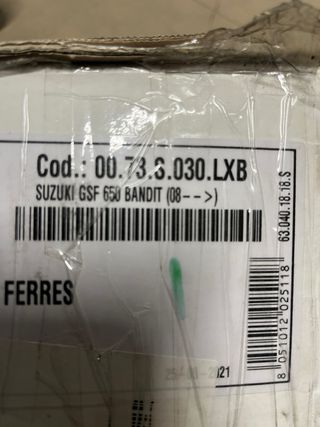 Cod.: 00.73.S.030.LXB
SUZUKI GSF 650 BANDIT (08-->)
63.040.18.18.S
FERRES
8 051012 025118